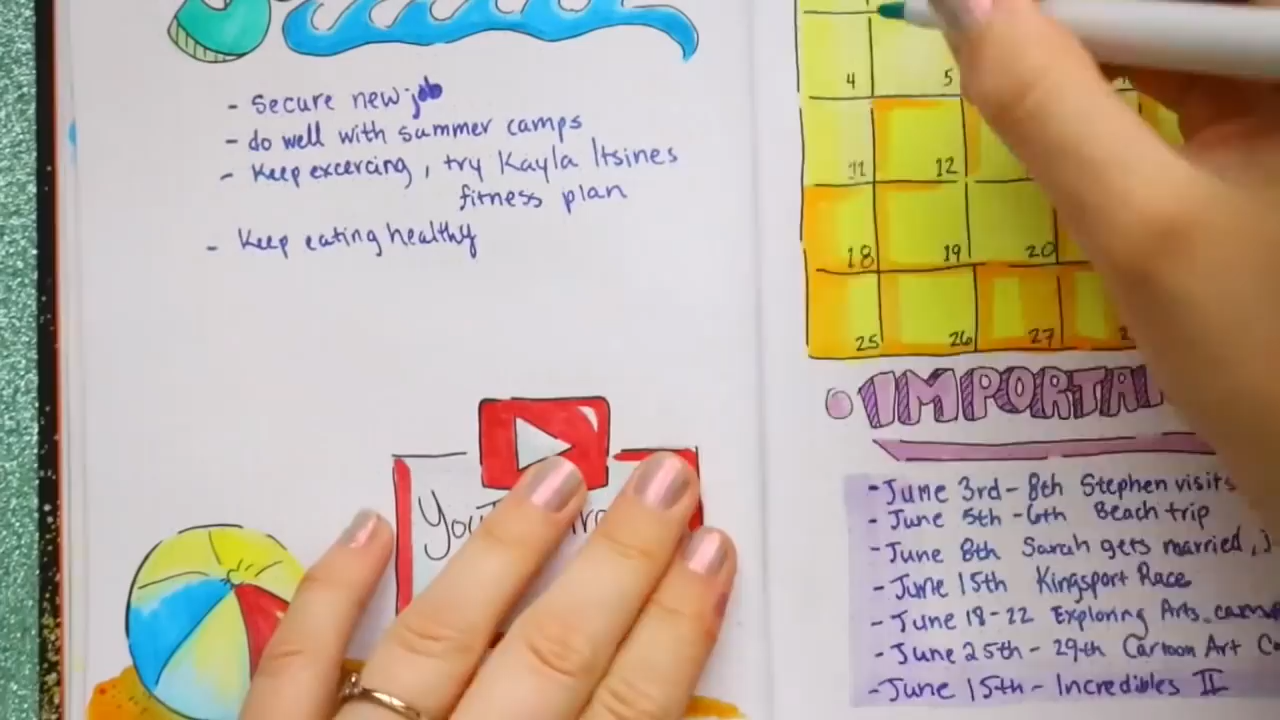 - Secure new job
- do well with summer camps
- Keep excercing, try Kayla Itsines
fitness plan
- Keep eating healthy
4 5
11 12
18 19 20
25 26 27
IMPORTA
- June 3rd - 8th Stephen visits
- June 5th - 6th Beach trip
- June 8th Sarah gets married,
- June 15th Kingsport Race
- June 18-22 Exploring Arts
- June 25th - 29th Cartoon Art
- June 15th - Incredibles II